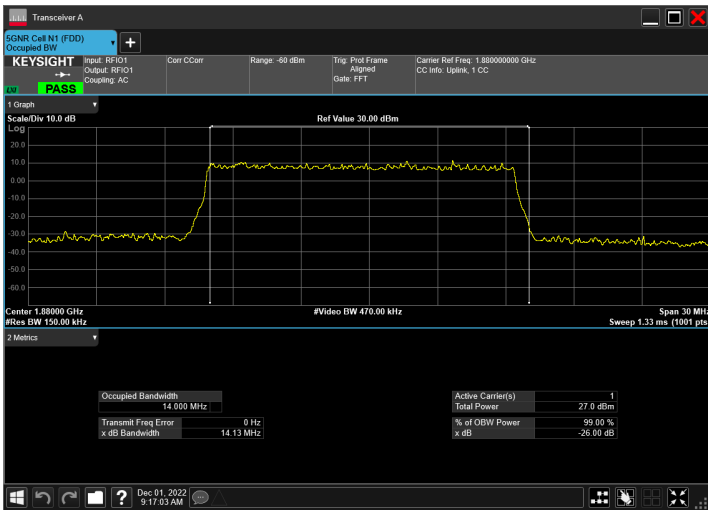 Transceiver A
5GNR Cell N1 (FDD)
Occupied BW
KEYSIGHT
Input: RFIO1
Output: RFIO1
Coupling: AC
Corr CCorr
Range: -60 dBm
Trig: Prot Frame
Aligned
Gate: FFT
Carrier Ref Freq: 1.880000000 GHz
CC Info: Uplink, 1 CC
PASS
1 Graph
Scale/Div 10.0 dB
Ref Value 30.00 dBm
Log
20.0
10.0
0.00
-10.0
-20.0
-30.0
-40.0
-50.0
-60.0
Center 1.88000 GHz
#Video BW 470.00 kHz
Span 30 MHz
#Res BW 150.00 kHz
Sweep 1.33 ms (1001 pts
2 Metrics
Occupied Bandwidth
14.000 MHz
Transmit Freq Error 0 Hz
x dB Bandwidth 14.13 MHz
Active Carrier(s) 1
Total Power 27.0 dBm
% of OBW Power 99.00 %
x dB -26.00 dB
Dec 01, 2022
9:17:03 AM